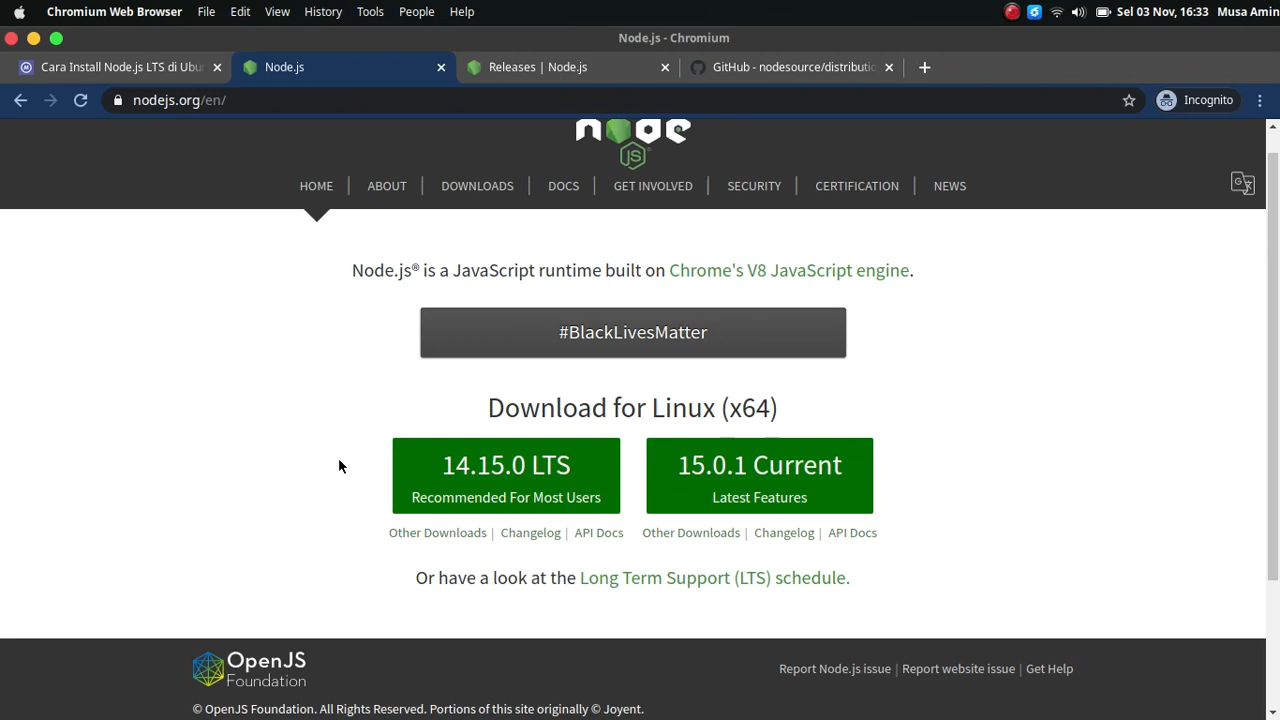 Chromium Web Browser File Edit View History Tools People Help Sel 03 Nov, 16:33 Musa Amin
Node.js - Chromium
Cara Install Node.js LTS di Ubu Node.js Releases | Node.js GitHub - nodesource/distributio
nodejs.org/en/ Incognito
node
JS
HOME | ABOUT | DOWNLOADS | DOCS | GET INVOLVED | SECURITY | CERTIFICATION | NEWS
Node.js® is a JavaScript runtime built on Chrome's V8 JavaScript engine.
#BlackLivesMatter
Download for Linux (x64)
14.15.0 LTS 15.0.1 Current
Recommended For Most Users Latest Features
Other Downloads | Changelog | API Docs Other Downloads | Changelog | API Docs
Or have a look at the Long Term Support (LTS) schedule.
OpenJS
Foundation
Report Node.js issue | Report website issue | Get Help
© OpenJS Foundation. All Rights Reserved. Portions of this site originally © Joyent.